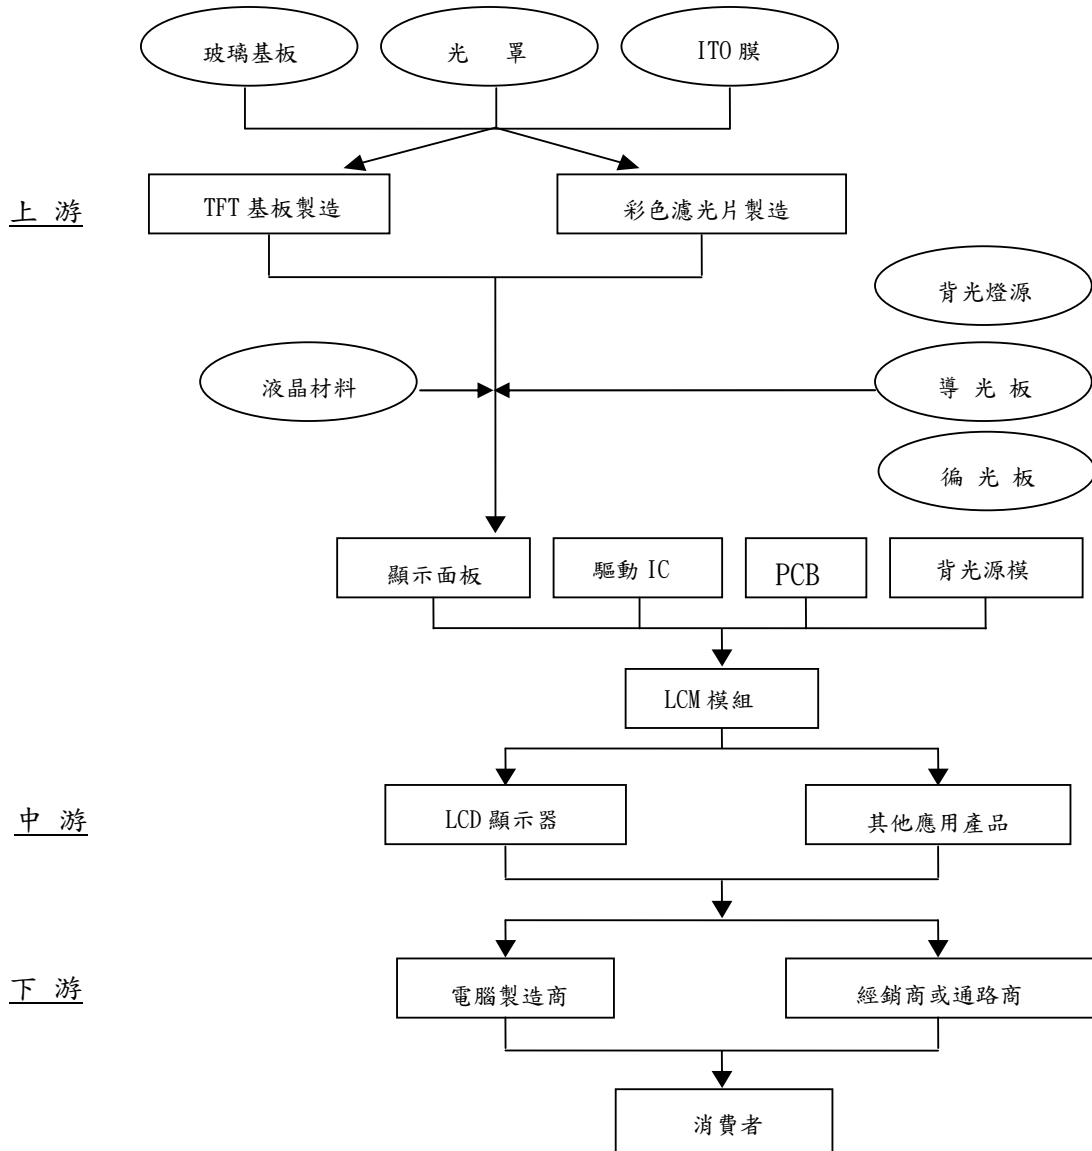 玻璃基板
光 罩
ITO 膜
上 游
TFT 基板製造
彩色濾光片製造
背光燈源
液晶材料
導 光 板
徧 光 板
顯示面板
驅動 IC
PCB
背光源模
LCM 模組
中 游
LCD 顯示器
其他應用產品
下 游
電腦製造商
經銷商或通路商
消費者